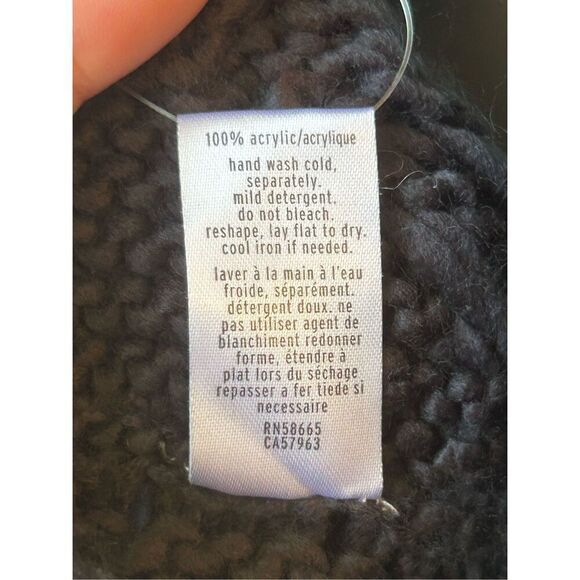 100% acrylic/acrylique
hand wash cold,
separately.
mild detergent.
do not bleach.
reshape, lay flat to dry.
cool iron if needed.
laver à la main à l'eau
froide, séparément.
détergent doux. ne
pas utiliser agent de
blanchiment redonner
forme, étendre à
plat lors du séchage
repasser a fer tiede si
necessaire
RN58665
CA57963